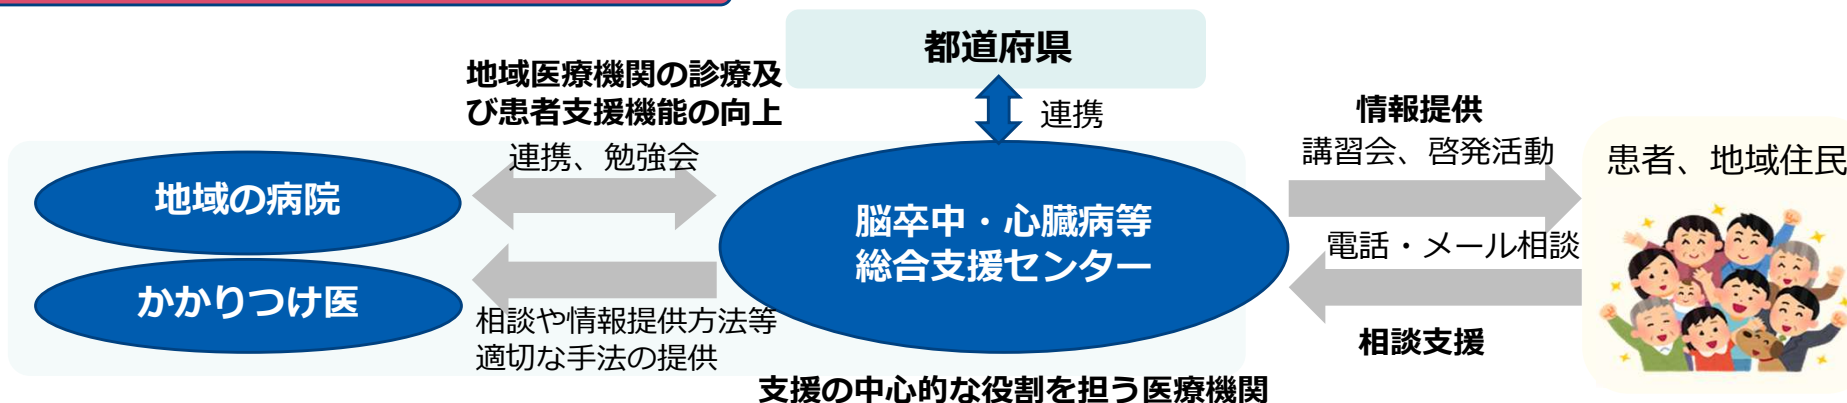 都道府県
地域医療機関の診療及
び患者支援機能の向上
連携
情報提供
連携、勉強会
講習会、啓発活動
患者、地域住民
地域の病院
脳卒中・心臓病等
総合支援センター
電話・メール相談
かかりつけ医
相談や情報提供方法等
適切な手法の提供
相談支援
支援の中心的な役割を担う医療機関